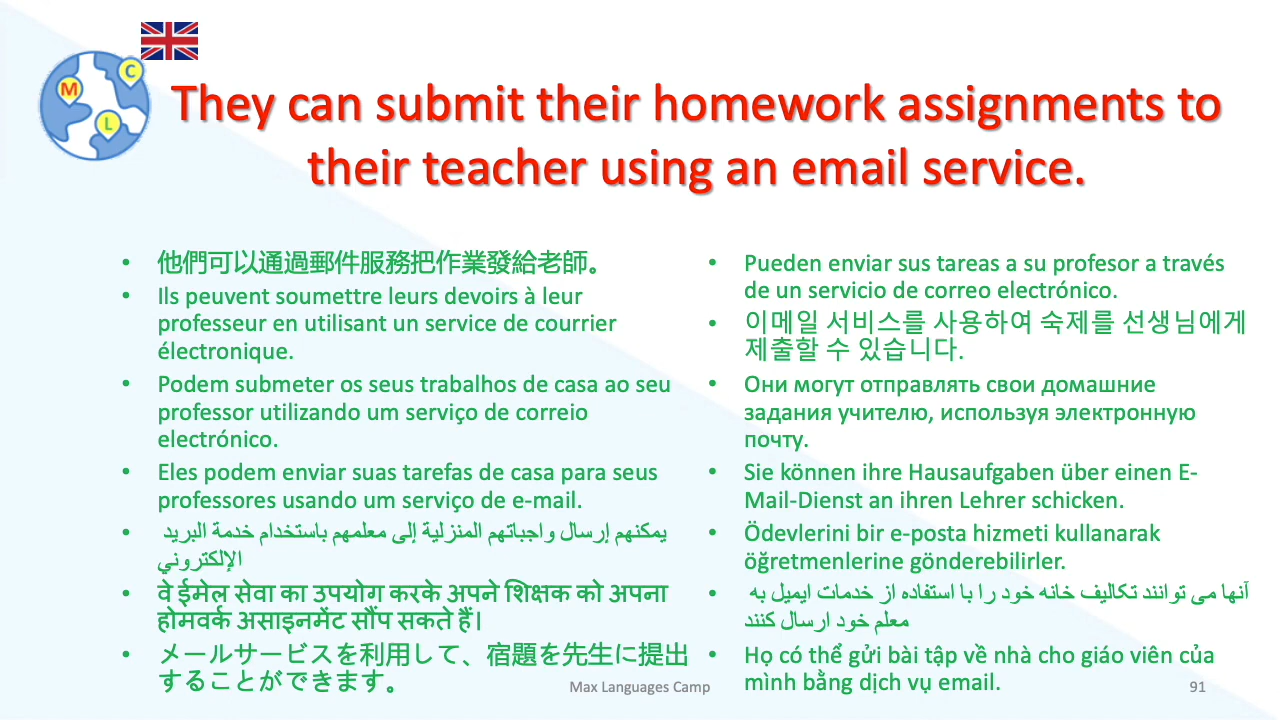 M
C
L
They can submit their homework assignments to
their teacher using an email service.
• 他們可以通過郵件服務把作業發給老師。
• Ils peuvent soumettre leurs devoirs à leur
professeur en utilisant un service de courrier
électronique.
• Podem submeter os seus trabalhos de casa ao seu
professor utilizando um serviço de correio
electrónico.
• Eles podem enviar suas tarefas de casa para seus
professores usando um serviço de e-mail.
• يمكنهم إرسال واجباتهم المنزلية إلى معلمهم باستخدام خدمة البريد
الإلكتروني
• वे ईमेल सेवा का उपयोग करके अपने शिक्षक को अपना
होमवर्क असाइनमेंट सौंप सकते हैं।
• メールサービスを利用して、宿題を先生に提出
することができます。
• Pueden enviar sus tareas a su profesor a través
de un servicio de correo electrónico.
• 이메일 서비스를 사용하여 숙제를 선생님에게
제출할 수 있습니다.
• Они могут отправлять свои домашние
задания учителю, используя электронную
почту.
• Sie können ihre Hausaufgaben über einen E-
Mail-Dienst an ihren Lehrer schicken.
• Ödevlerini bir e-posta hizmeti kullanarak
öğretmenlerine gönderebilirler.
• آنها می توانند تکالیف خانه خود را با استفاده از خدمات ایمیل به
معلم خود ارسال کنند
• Họ có thể gửi bài tập về nhà cho giáo viên của
mình bằng dịch vụ email.
Max Languages Camp
91